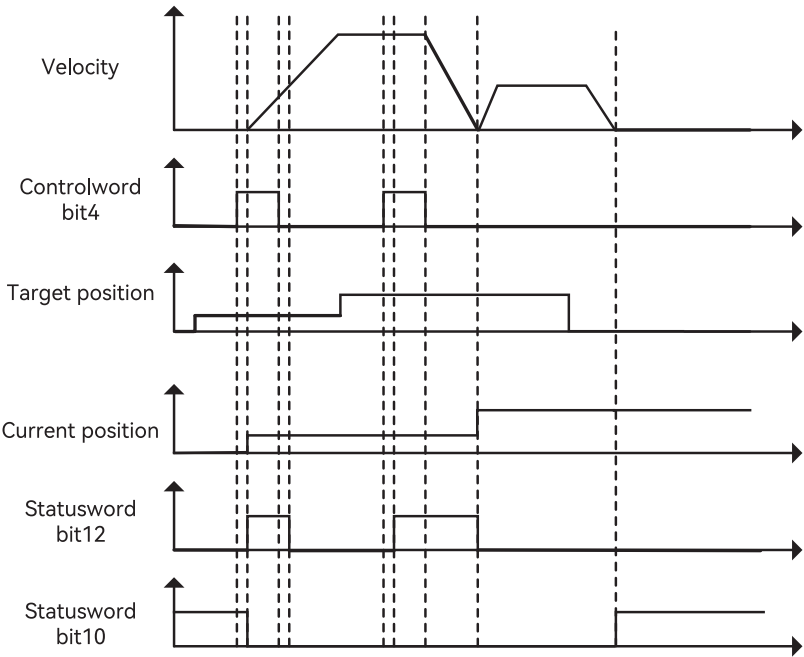 Velocity
Controlword
bit4
Target position
Current position
Statusword
bit12
Statusword
bit10